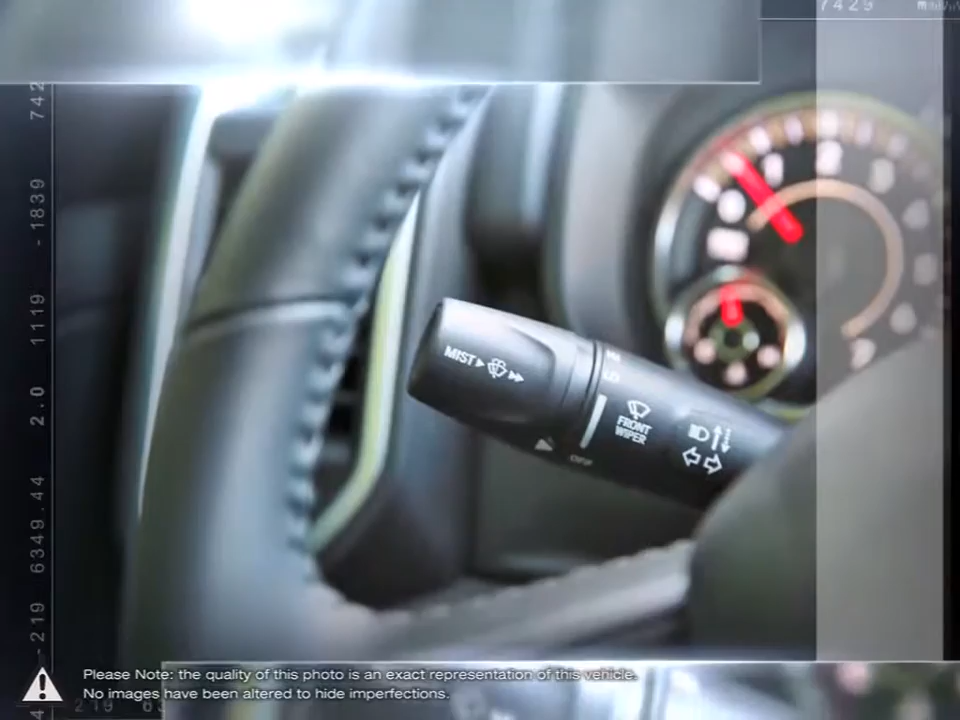 7429
742
- 1839
1119
2.0
6349.44
219
MIST
FRONT
WIPER
OFF
Please Note: the quality of this photo is an exact representation of this vehicle.
No images have been altered to hide imperfections.